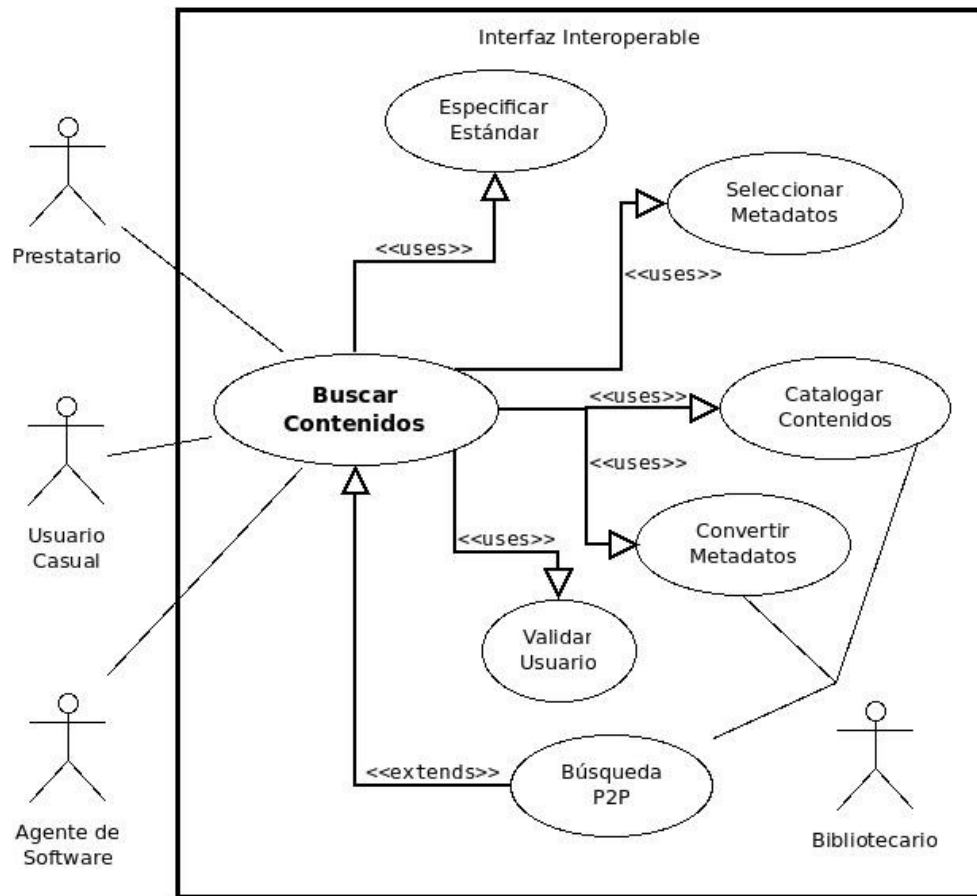 Interfaz Interoperable
Especificar
Estándar
Seleccionar
Metadatos
Prestatario
<<uses>>
<<uses>>
Buscar
Contenidos
<<uses>>
Catalogar
Contenidos
<<uses>>
Usuario
Casual
<<uses>>
Convertir
Metadatos
Validar
Usuario
<<extends>>
Búsqueda
P2P
Agente de
Software
Bibliotecario